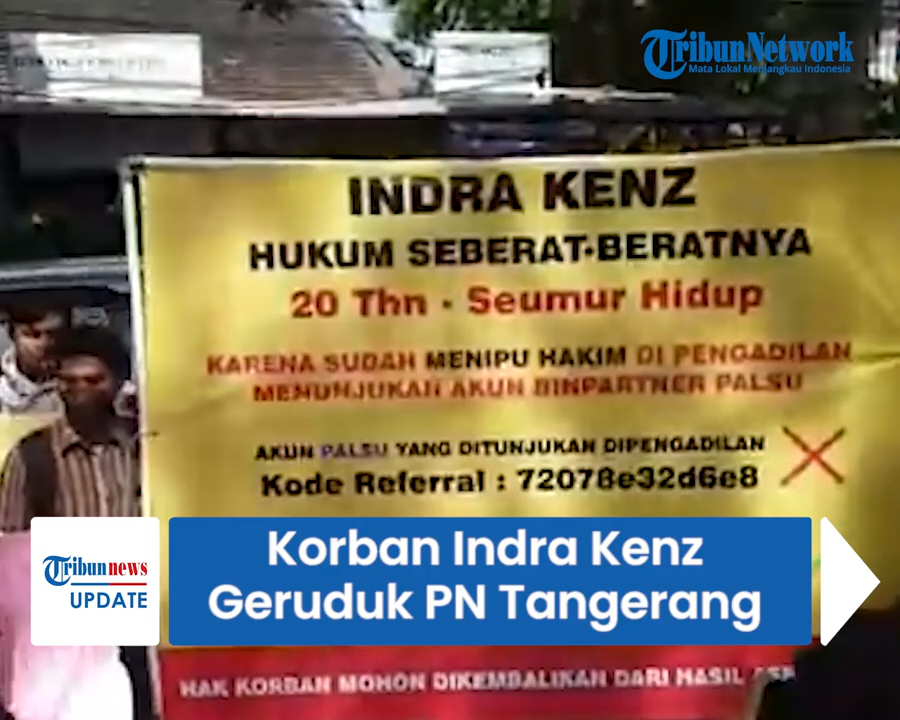 TribunNetwork
Mata Lokal Menjangkau Indonesia
INDRA KENZ
HUKUM SEBERAT-BERATNYA
20 Thn - Seumur Hidup
KARENA SUDAH MENIPU HAKIM DI PENGADILAN
MENUNJUKAN AKUN BINPARTNER PALSU
AKUN PALSU YANG DITUNJUKAN DIPENGADILAN
Kode Referral : 72078e32d6e8
Tribunnews
UPDATE
Korban Indra Kenz
Geruduk PN Tangerang
HAK KORBAN MOHON DIKEMBALIKAN DARI HASIL